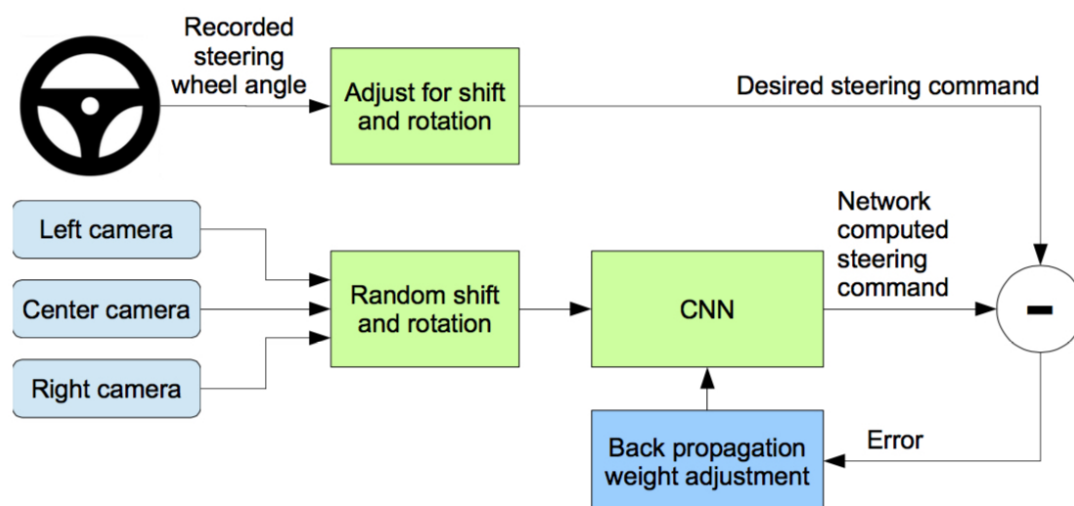 Recorded
steering
wheel angle
Adjust for shift
and rotation
Desired steering command
Left camera
Center camera
Right camera
Random shift
and rotation
CNN
Network
computed
steering
command
-
Back propagation
weight adjustment
Error